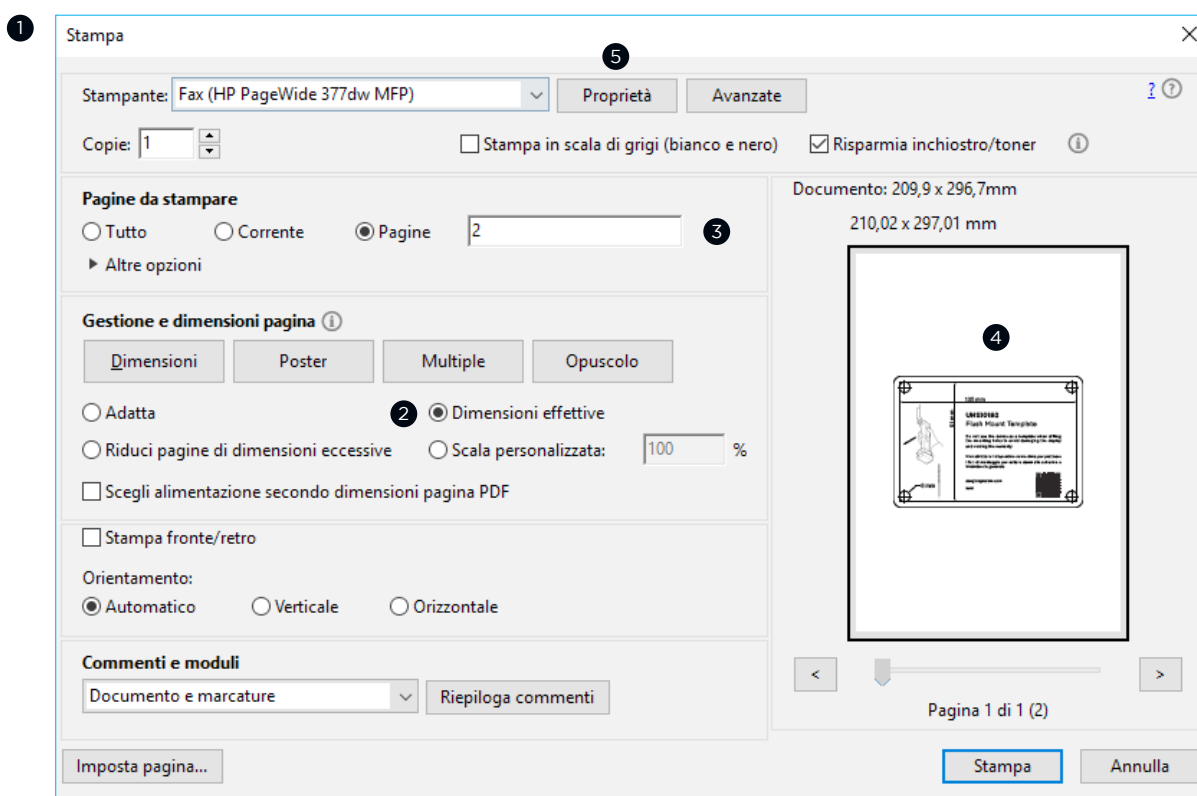 1
Stampa
5
Stampante: Fax (HP PageWide 377dw MFP) Proprietà Avanzate ?
Copie: 1 Stampa in scala di grigi (bianco e nero) Risparmia inchiostro/toner
Pagine da stampare
Documento: 209,9 x 296,7mm
Tutto Corrente Pagine 2 3
210,02 x 297,01 mm
Altre opzioni
Gestione e dimensioni pagina
4
Dimensioni Poster Multiple Opuscolo
Adatta 2 Dimensioni effettive
Riduci pagine di dimensioni eccessive Scala personalizzata: 100 %
Scegli alimentazione secondo dimensioni pagina PDF
Flush Mount Template
Stampa fronte/retro
Orientamento:
Automatico Verticale Orizzontale
Commenti e moduli
Documento e marcature Riepiloga commenti
< >
Pagina 1 di 1 (2)
Imposta pagina... Stampa Annulla